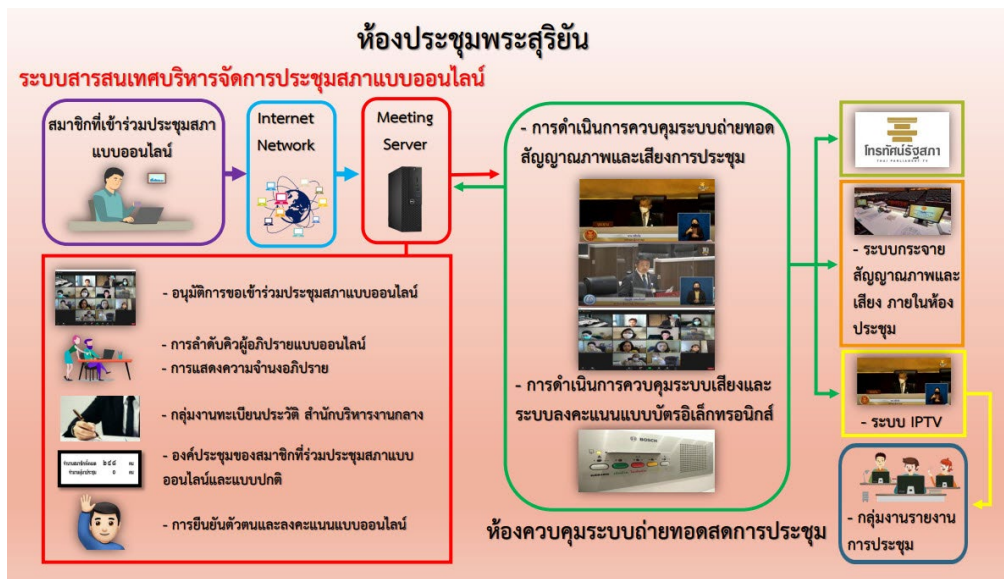 ห้องประชุมพระสุริยัน
ระบบสารสนเทศบริหารจัดการประชุมสภาแบบออนไลน์
สมาชิกที่เข้าร่วมประชุมสภา
แบบออนไลน์
Internet
Network
Meeting
Server
- อนุมัติการขอเข้าร่วมประชุมสภาแบบออนไลน์
- การลำดับคิวผู้อภิปรายแบบออนไลน์
- การแสดงความจำนงอภิปราย
- กลุ่มงานทะเบียนประวัติ สำนักบริหารงานกลาง
- องค์ประชุมของสมาชิกที่ร่วมประชุมสภาแบบ
ออนไลน์และแบบปกติ
- การยืนยันตัวตนและลงคะแนนแบบออนไลน์
- การดำเนินการควบคุมระบบถ่ายทอด
สัญญาณภาพและเสียงการประชุม
- การดำเนินการควบคุมระบบเสียงและ
ระบบลงคะแนนแบบบัตรอิเล็กทรอนิกส์
BOSCH
ห้องควบคุมระบบถ่ายทอดสดการประชุม
โทรทัศน์รัฐสภา
THAI PARLIAMENT TV
- ระบบกระจาย
สัญญาณภาพและ
เสียง ภายในห้อง
ประชุม
- ระบบ IPTV
- กลุ่มงานรายงาน
การประชุม